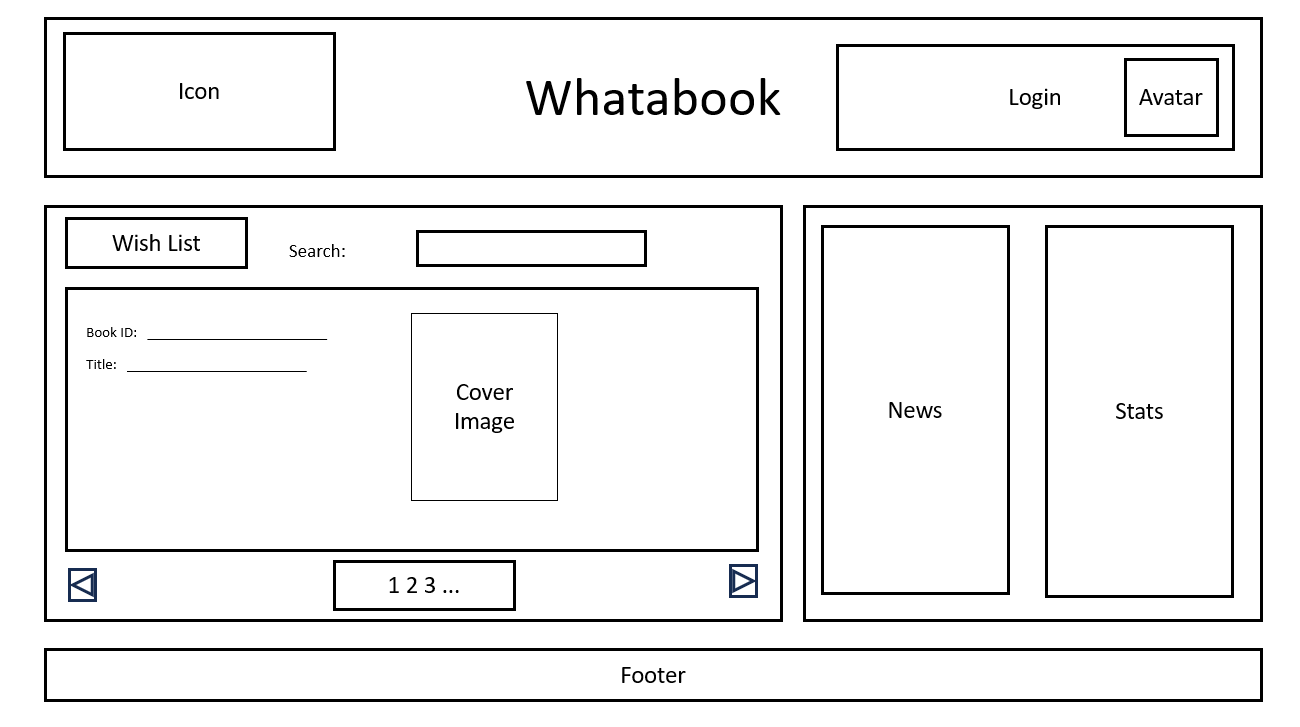 Icon
Whatabook
Login
Avatar
Wish List
Search:
Book ID:
Title:
Cover
Image
1 2 3 ...
News
Stats
Footer